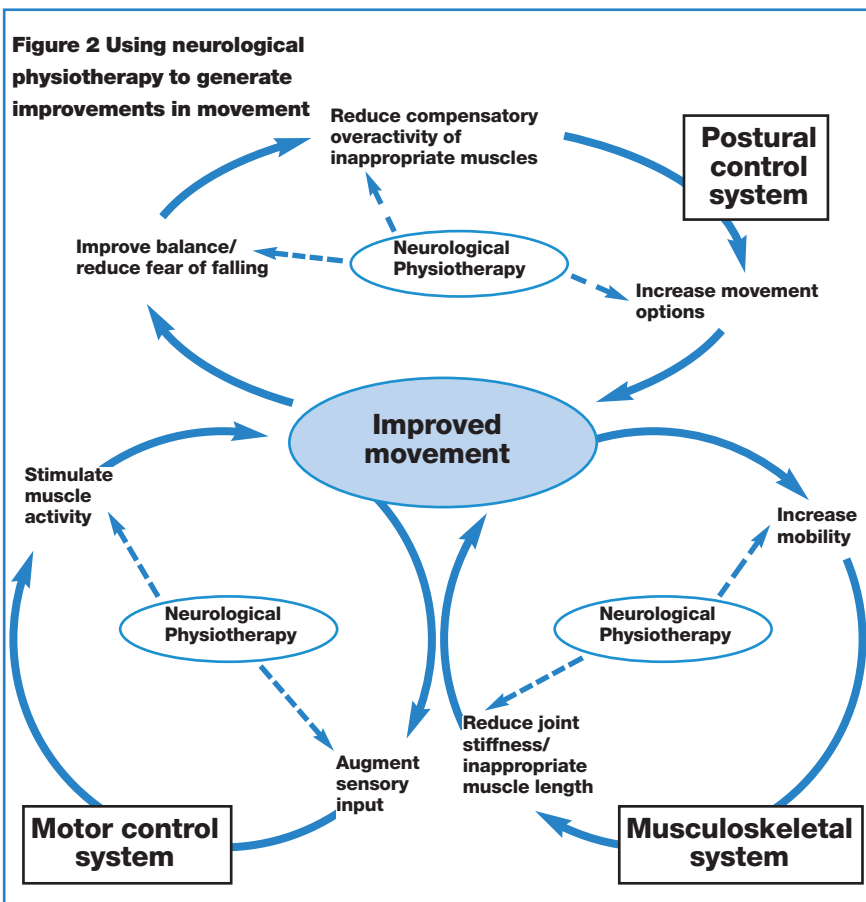 Figure 2 Using neurological
physiotherapy to generate
improvements in movement
Reduce compensatory
overactivity of
inappropriate muscles
Postural
control
system
Improve balance/
reduce fear of falling
Neurological
Physiotherapy
Increase movement
options
Improved
movement
Stimulate
muscle
activity
Increase
mobility
Neurological
Physiotherapy
Neurological
Physiotherapy
Augment
sensory
input
Reduce joint
stiffness/
inappropriate
muscle length
Motor control
system
Musculoskeletal
system